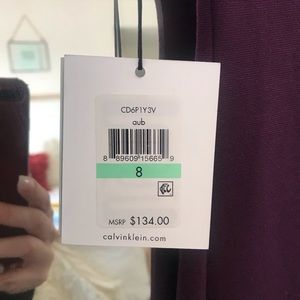 CD6P1Y3V
aub
8 89609 15665 9
8
MSRP $134.00
calvinklein.com